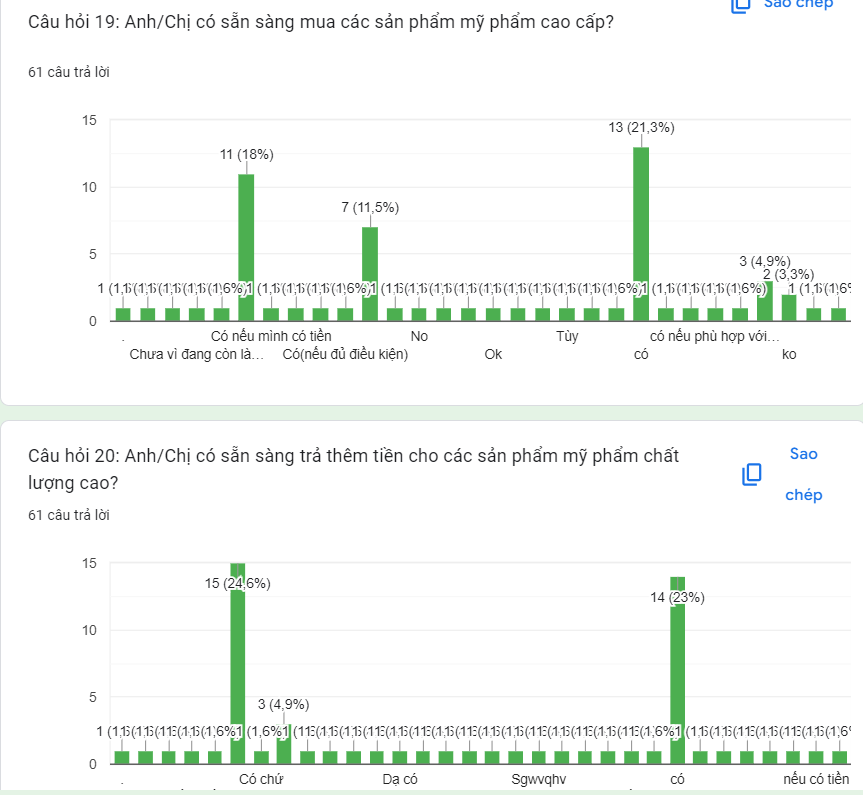 Sao chép
Câu hỏi 19: Anh/Chị có sẵn sàng mua các sản phẩm mỹ phẩm cao cấp?
61 câu trả lời
15
13 (21,3%)
11 (18%)
10
7 (11,5%)
5
3 (4,9%)
2 (3,3%)
0
. Có nếu mình có tiền No Tùy có nếu phù hợp với...
Chưa vì đang còn là... Có(nếu đủ điều kiện) Ok có ko
Câu hỏi 20: Anh/Chị có sẵn sàng trả thêm tiền cho các sản phẩm mỹ phẩm chất
lượng cao?
Sao
chép
61 câu trả lời
15
15 (24,6%)
14 (23%)
10
5
3 (4,9%)
0
. Có chứ Dạ có Sgwvqhv có nếu có tiền